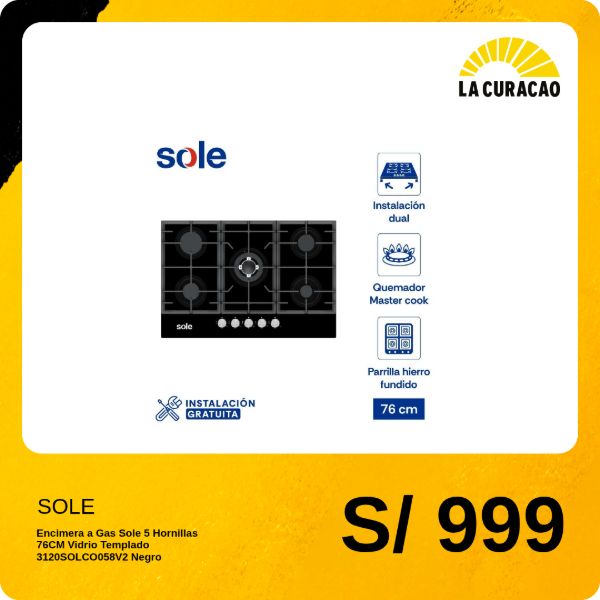 LA CURACAO
sole
Instalación
dual
Quemador
Master cook
Parrilla hierro
fundido
76 cm
sole
INSTALACIÓN
GRATUITA
SOLE
Encimera a Gas Sole 5 Hornillas
76CM Vidrio Templado
3120SOLCO058V2 Negro
S/ 999